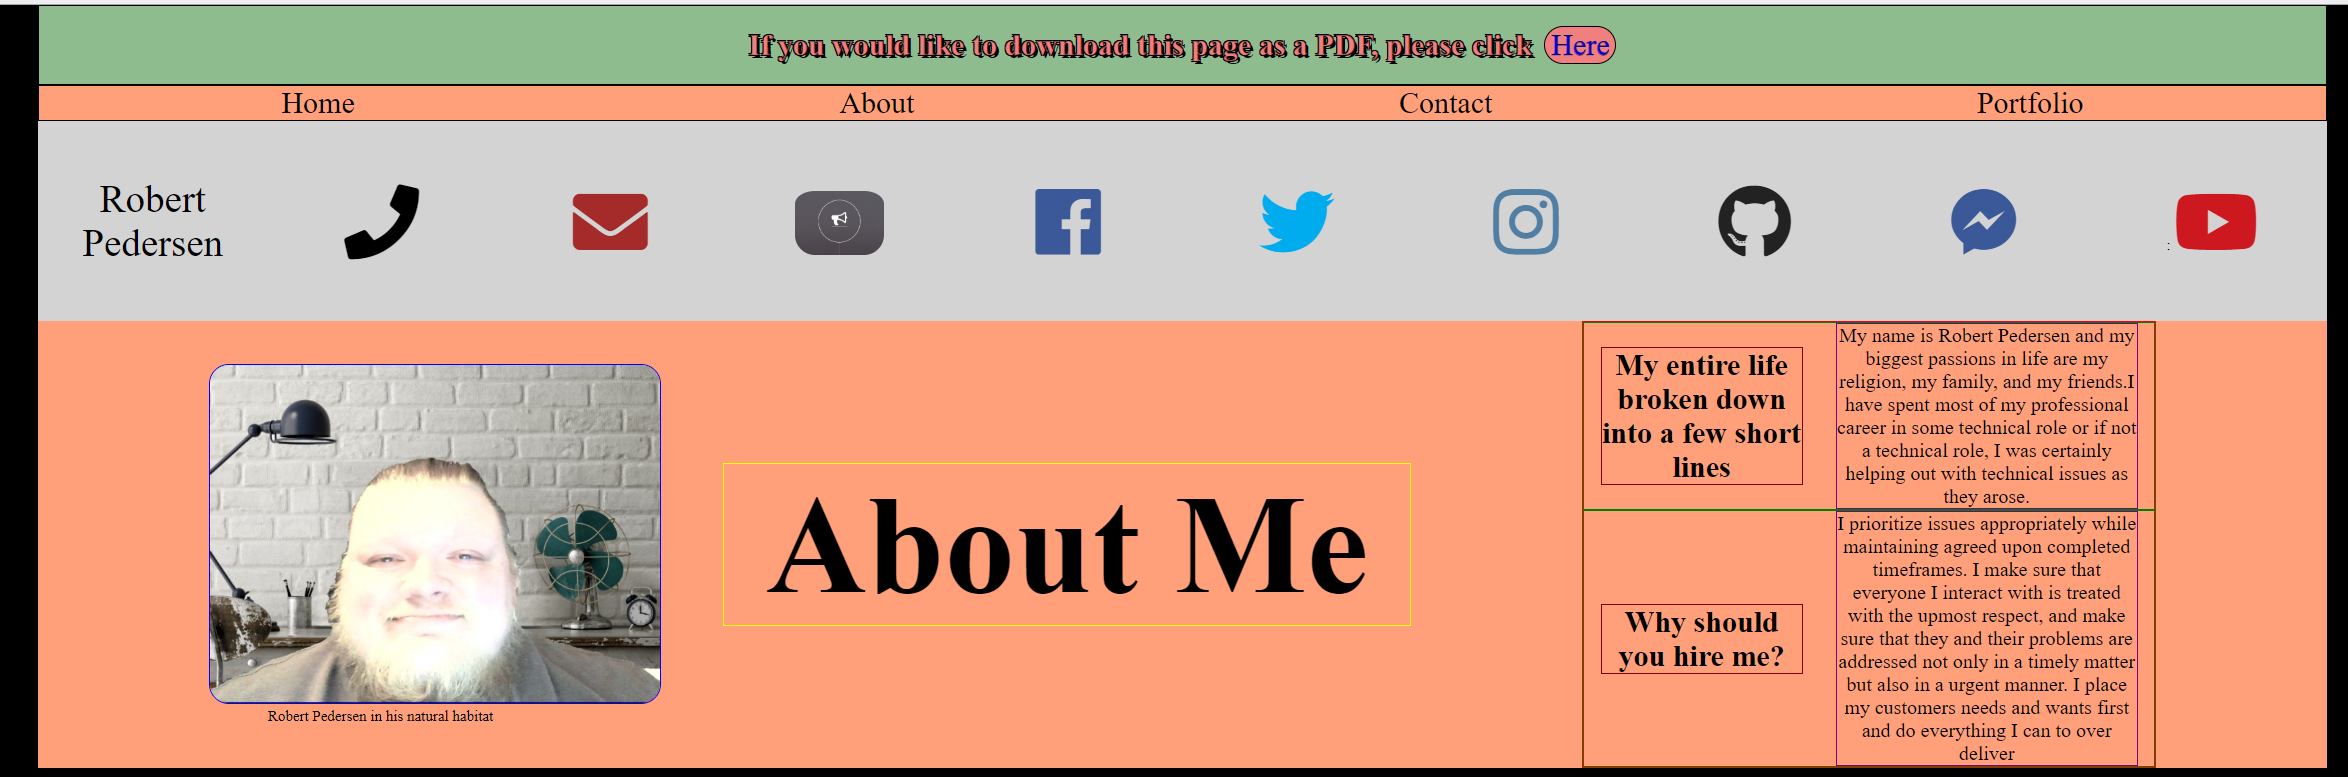 If you would like to download this page as a PDF, please click Here
Home About Contact Portfolio
Robert
Pedersen
:
Robert Pedersen in his natural habitat
About Me
My entire life
broken down
into a few short
lines
My name is Robert Pedersen and my
biggest passions in life are my
religion, my family, and my friends.I
have spent most of my professional
career in some technical role or if not
a technical role, I was certainly
helping out with technical issues as
they arose.
Why should
you hire me?
I prioritize issues appropriately while
maintaining agreed upon completed
timeframes. I make sure that
everyone I interact with is treated
with the upmost respect, and make
sure that they and their problems are
addressed not only in a timely matter
but also in a urgent manner. I place
my customers needs and wants first
and do everything I can to over
deliver